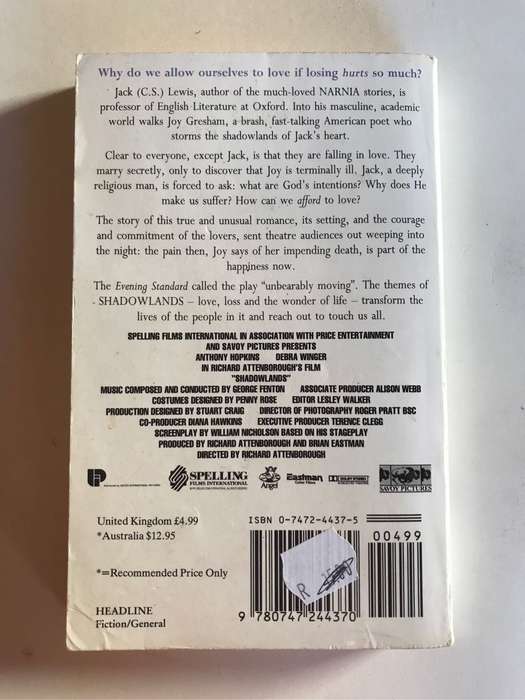 Why do we allow ourselves to love if losing hurts so much?
Jack (C.S.) Lewis, author of the much-loved NARNIA stories, is
professor of English Literature at Oxford. Into his masculine, academic
world walks Joy Gresham, a brash, fast-talking American poet who
storms the shadowlands of Jack's heart.
Clear to everyone, except Jack, is that they are falling in love. They
marry secretly, only to discover that Joy is terminally ill. Jack, a deeply
religious man, is forced to ask: what are God's intentions? Why does He
make us suffer? How can we afford to love?
The story of this true and unusual romance, its setting, and the courage
and commitment of the lovers, sent theatre audiences out weeping into
the night: the pain then, Joy says of her impending death, is part of the
happiness now.
The Evening Standard called the play "unbearably moving". The themes of
SHADOWLANDS – love, loss and the wonder of life – transform the
lives of the people in it and reach out to touch us all.
SPELLING FILMS INTERNATIONAL IN ASSOCIATION WITH PRICE ENTERTAINMENT
AND SAVOY PICTURES PRESENTS
ANTHONY HOPKINS DEBRA WINGER
IN RICHARD ATTENBOROUGH'S FILM
"SHADOWLANDS"
MUSIC COMPOSED AND CONDUCTED BY GEORGE FENTON ASSOCIATE PRODUCER ALISON WEBB
COSTUMES DESIGNED BY PENNY ROSE EDITOR LESLEY WALKER
PRODUCTION DESIGNED BY STUART CRAIG DIRECTOR OF PHOTOGRAPHY ROGER PRATT BSC
CO-PRODUCER DIANA HAWKINS EXECUTIVE PRODUCER TERENCE CLEGG
SCREENPLAY BY WILLIAM NICHOLSON BASED ON HIS STAGEPLAY
PRODUCED BY RICHARD ATTENBOROUGH AND BRIAN EASTMAN
DIRECTED BY RICHARD ATTENBOROUGH
SPELLING FILMS INTERNATIONAL Angel Eastman SAVOY PICTURES
United Kingdom £4.99
*Australia $12.95
*=Recommended Price Only
HEADLINE
Fiction/General
ISBN 0-7472-4437-5
00499
R
9 780747 244370